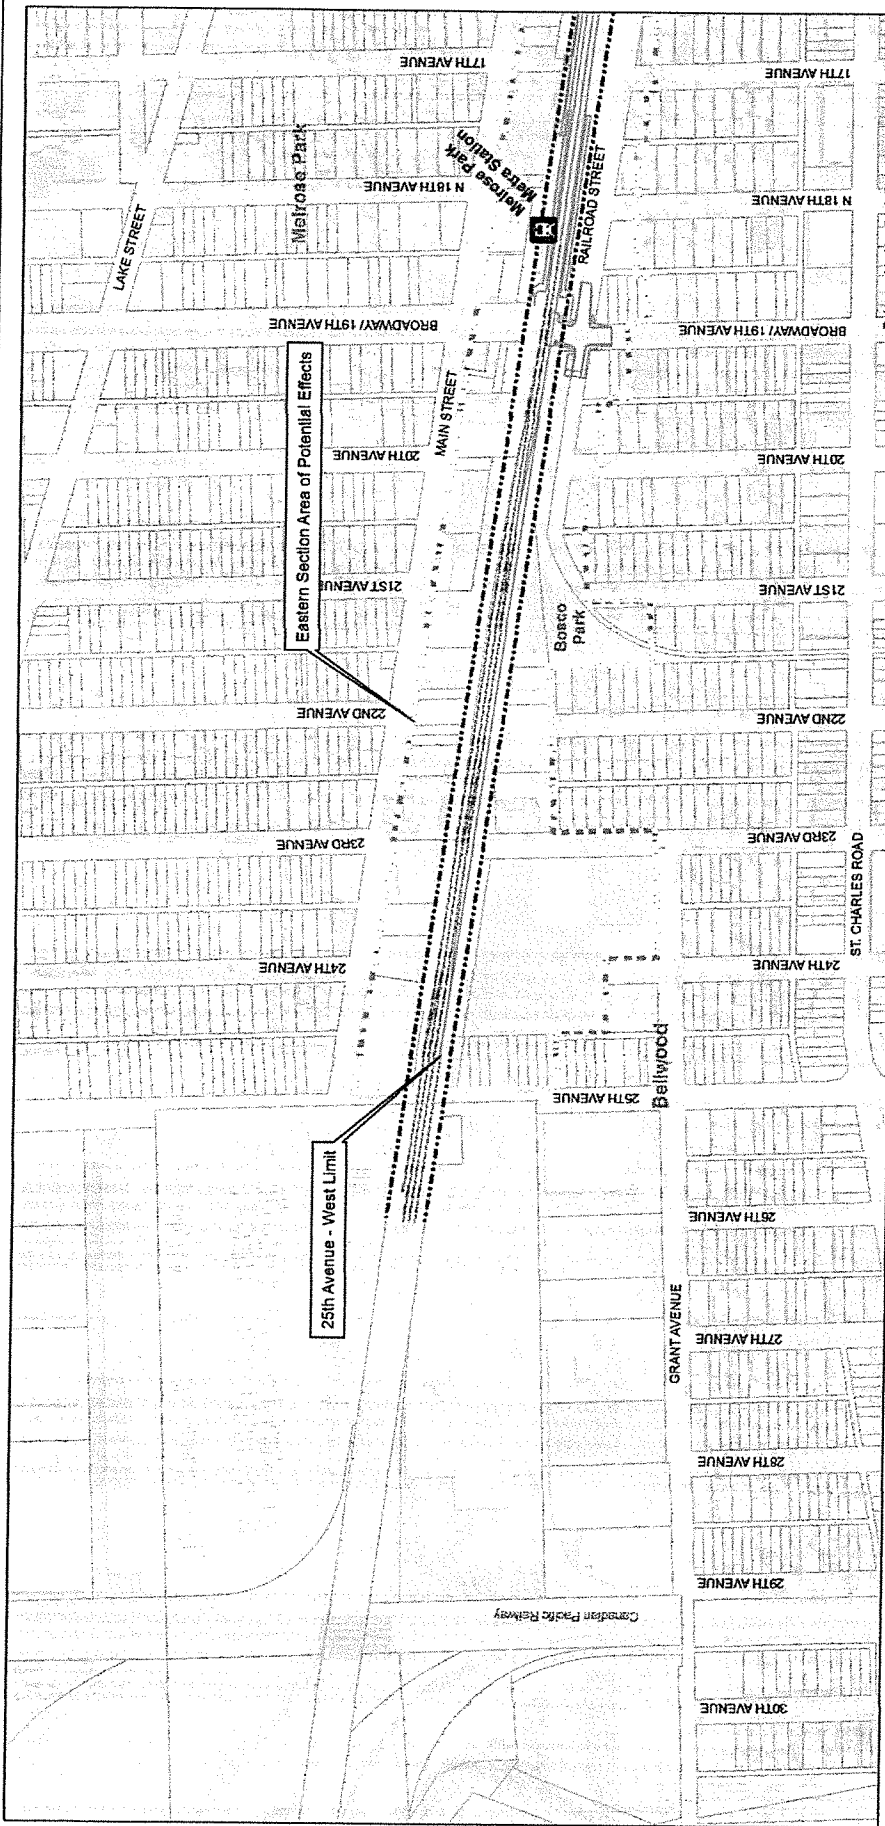 17TH AVENUE
17TH AVENUE
Melrose Park
Metra Station
N 18TH AVENUE
Melrose Park
LAKE STREET
RAILROAD STREET
N 18TH AVENUE
BROADWAY/ 19TH AVENUE
BROADWAY/ 19TH AVENUE
Eastern Section Area of Potential Effects
MAIN STREET
20TH AVENUE
20TH AVENUE
21ST AVENUE
21ST AVENUE
Bosco
Park
22ND AVENUE
22ND AVENUE
23RD AVENUE
23RD AVENUE
ST. CHARLES ROAD
24TH AVENUE
24TH AVENUE
25th Avenue - West Limit
25TH AVENUE
Bellwood
26TH AVENUE
GRANT AVENUE
27TH AVENUE
28TH AVENUE
29TH AVENUE
Canadian Pacific Railway
30TH AVENUE